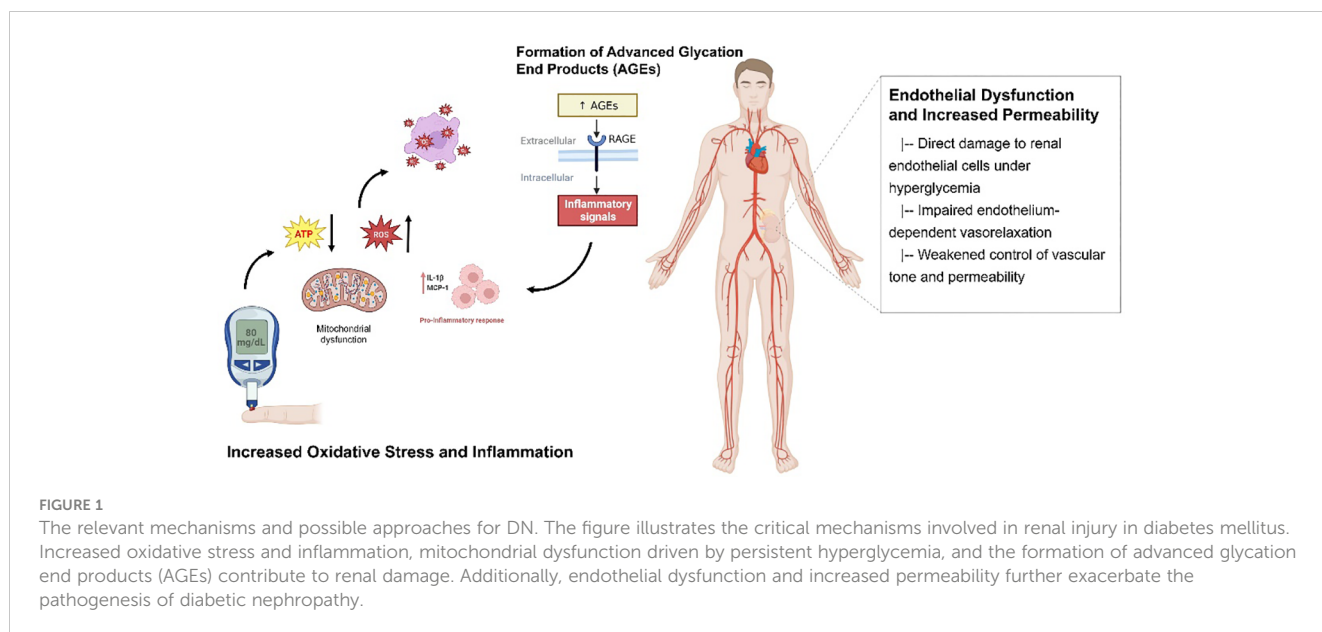 Formation of Advanced Glycation
End Products (AGEs)
↑ AGEs
Extracellular
RAGE
Intracellular
Inflammatory
signals
ATP
ROS
IL-1β
MCP-1
Pro-inflammatory response
Mitochondrial
dysfunction
80
mg/dL
Increased Oxidative Stress and Inflammation
Endothelial Dysfunction
and Increased Permeability
|-- Direct damage to renal
endothelial cells under
hyperglycemia
|-- Impaired endothelium-
dependent vasorelaxation
|-- Weakened control of vascular
tone and permeability
FIGURE 1
The relevant mechanisms and possible approaches for DN. The figure illustrates the critical mechanisms involved in renal injury in diabetes mellitus.
Increased oxidative stress and inflammation, mitochondrial dysfunction driven by persistent hyperglycemia, and the formation of advanced glycation
end products (AGEs) contribute to renal damage. Additionally, endothelial dysfunction and increased permeability further exacerbate the
pathogenesis of diabetic nephropathy.